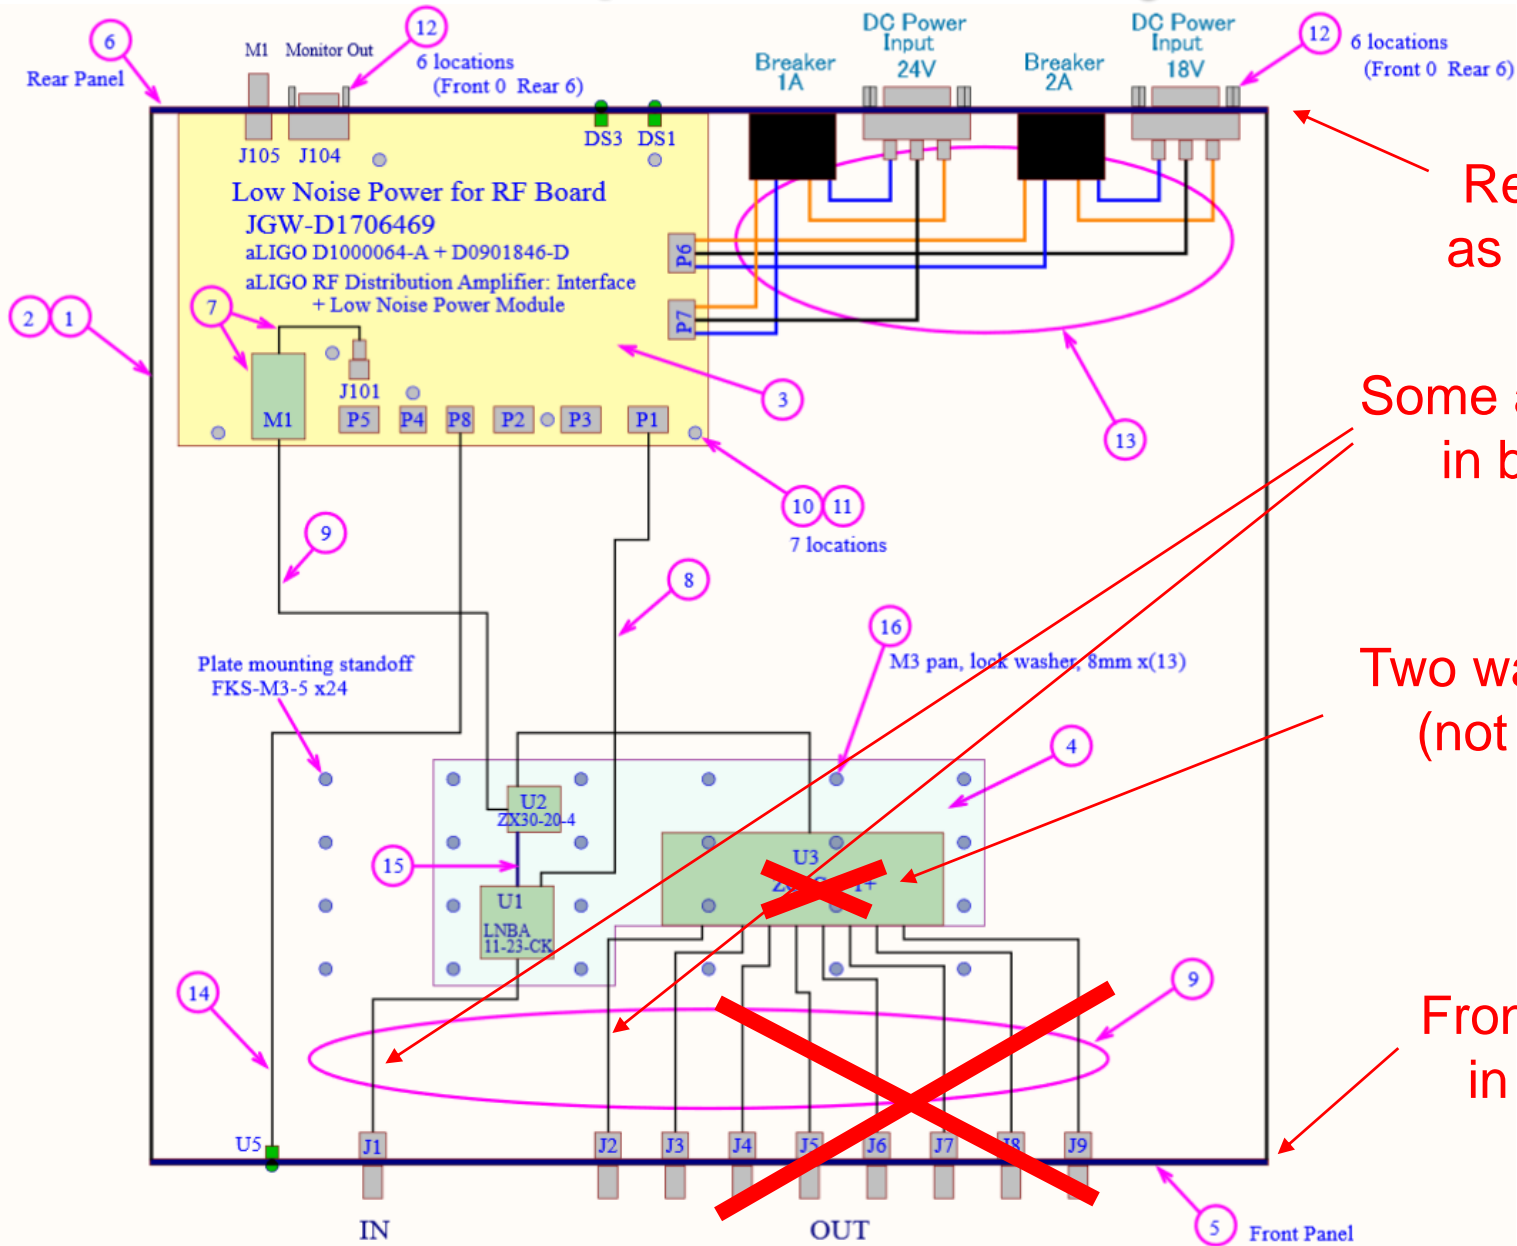 6
Rear Panel
M1
Monitor Out
12
6 locations
(Front 0 Rear 6)
DC Power
Input
24V
Breaker
1A
DC Power
Input
18V
Breaker
2A
12
6 locations
(Front 0 Rear 6)
J105
J104
DS3
DS1
Low Noise Power for RF Board
JGW-D1706469
aLIGO D1000064-A + D0901846-D
aLIGO RF Distribution Amplifier: Interface
+ Low Noise Power Module
P6
P7
as
2
1
7
J101
M1
P5
P4
P8
P2
P3
P1
3
13
Some
in
10
11
7 locations
9
8
16
M3 pan, lock washer, 8mm x(13)
Plate mounting standoff
FKS-M3-5 x24
Two
(not
4
U2
ZX30-20-4
15
U3
U1
LNBA
11-23-CK
14
9
in
U5
J1
J2
J3
J4
J5
J6
J7
J8
J9
IN
OUT
5
Front Panel